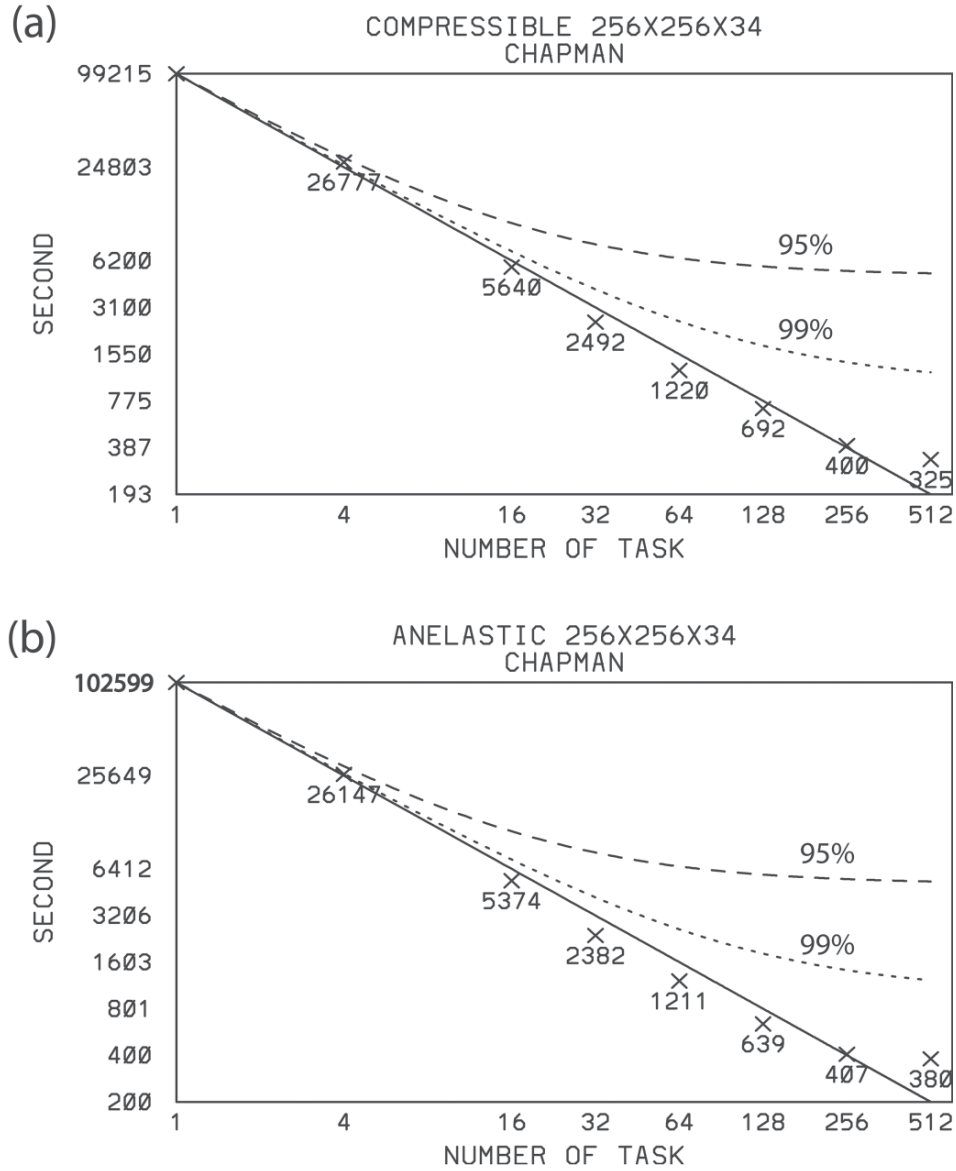 (a)
COMPRESSIBLE 256X256X34
CHAPMAN
99215
24803
6200
3100
1550
775
387
193
SECOND
26777
5640
2492
1220
692
400
325
95%
99%
1 4 16 32 64 128 256 512
NUMBER OF TASK
(b)
ANELASTIC 256X256X34
CHAPMAN
102599
25649
6412
3206
1603
801
400
200
SECOND
26147
5374
2382
1211
639
407
380
95%
99%
1 4 16 32 64 128 256 512
NUMBER OF TASK